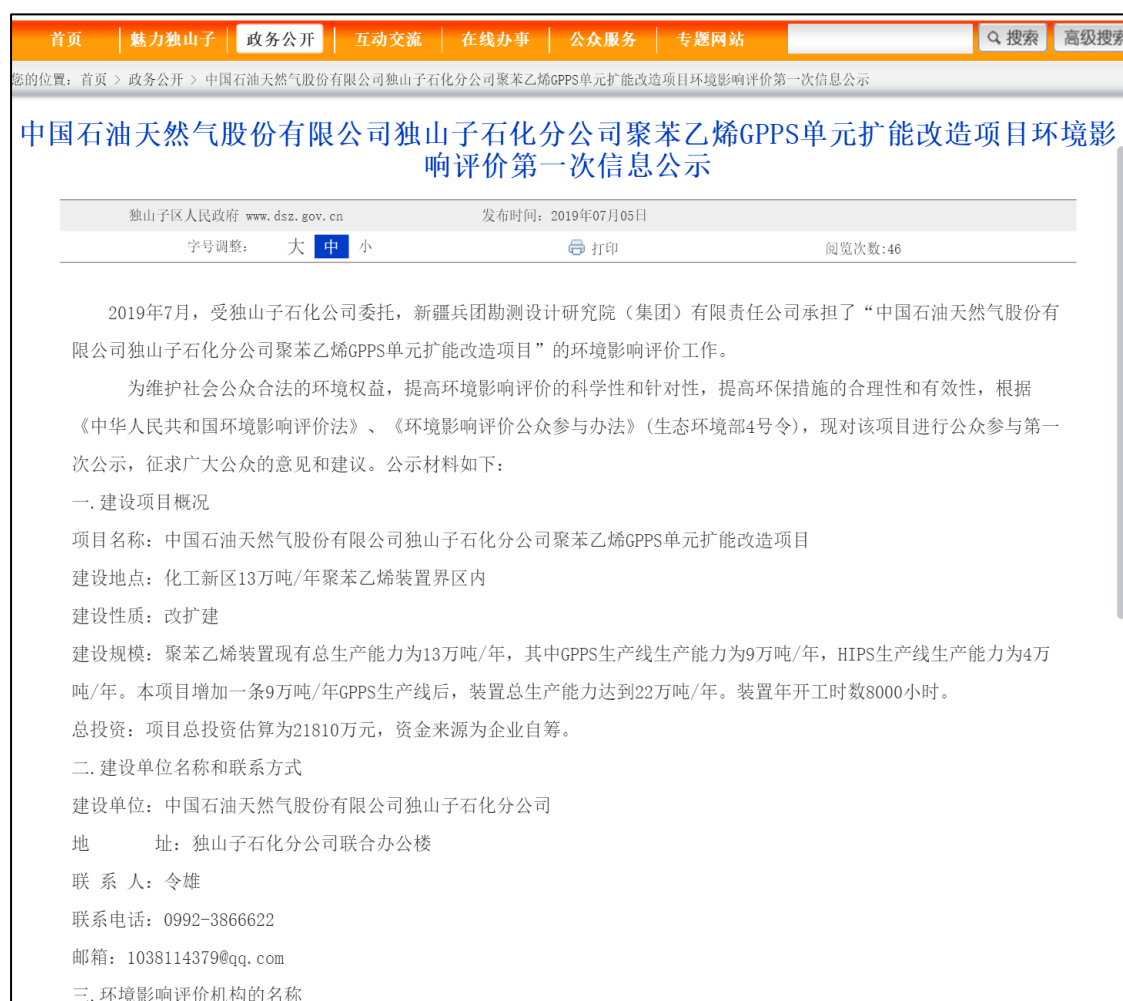 首页 魅力独山子 政务公开 互动交流 在线办事 公众服务 专题网站 搜索 高级搜索
您的位置：首页 > 政务公开 > 中国石油天然气股份有限公司独山子石化分公司聚苯乙烯GPPS单元扩能改造项目环境影响评价第一次信息公示
中国石油天然气股份有限公司独山子石化分公司聚苯乙烯GPPS单元扩能改造项目环境影
响评价第一次信息公示
独山子区人民政府 www.dsz.gov.cn 发布时间：2019年07月05日
字号调整： 大 中 小 打印 阅览次数:46
2019年7月，受独山子石化公司委托，新疆兵团勘测设计研究院（集团）有限责任公司承担了“中国石油天然气股份有
限公司独山子石化分公司聚苯乙烯GPPS单元扩能改造项目”的环境影响评价工作。
为维护社会公众合法的环境权益，提高环境影响评价的科学性和针对性，提高环保措施的合理性和有效性，根据
《中华人民共和国环境影响评价法》、《环境影响评价公众参与办法》(生态环境部4号令)，现对该项目进行公众参与第一
次公示，征求广大公众的意见和建议。公示材料如下：
一.建设项目概况
项目名称：中国石油天然气股份有限公司独山子石化分公司聚苯乙烯GPPS单元扩能改造项目
建设地点：化工新区13万吨/年聚苯乙烯装置界区内
建设性质：改扩建
建设规模：聚苯乙烯装置现有总生产能力为13万吨/年，其中GPPS生产线生产能力为9万吨/年，HIPS生产线生产能力为4万
吨/年。本项目增加一条9万吨/年GPPS生产线后，装置总生产能力达到22万吨/年。装置年开工时数8000小时。
总投资：项目总投资估算为21810万元，资金来源为企业自筹。
二.建设单位名称和联系方式
建设单位：中国石油天然气股份有限公司独山子石化分公司
地 址：独山子石化分公司联合办公楼
联 系 人：令雄
联系电话：0992-3866622
邮箱：1038114379@qq.com
三.环境影响评价机构的名称